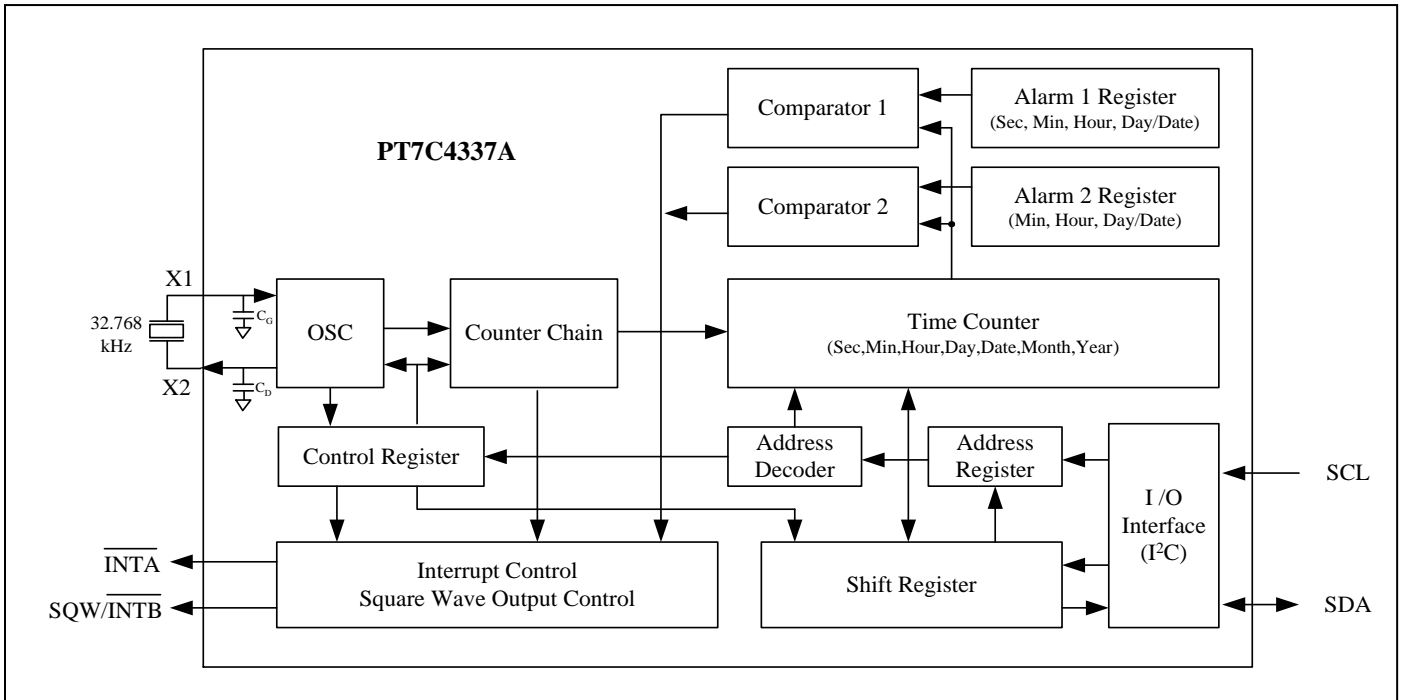 Comparator 1
Alarm 1 Register
(Sec, Min, Hour, Day/Date)
PT7C4337A
Comparator 2
Alarm 2 Register
(Min, Hour, Day/Date)
X1
32.768
kHz
X2
CG
CD
OSC
Counter Chain
Time Counter
(Sec,Min,Hour,Day,Date,Month,Year)
Control Register
Address
Decoder
Address
Register
I /O
Interface
(I²C)
SCL
SDA
INTA
SQW/INTB
Interrupt Control
Square Wave Output Control
Shift Register